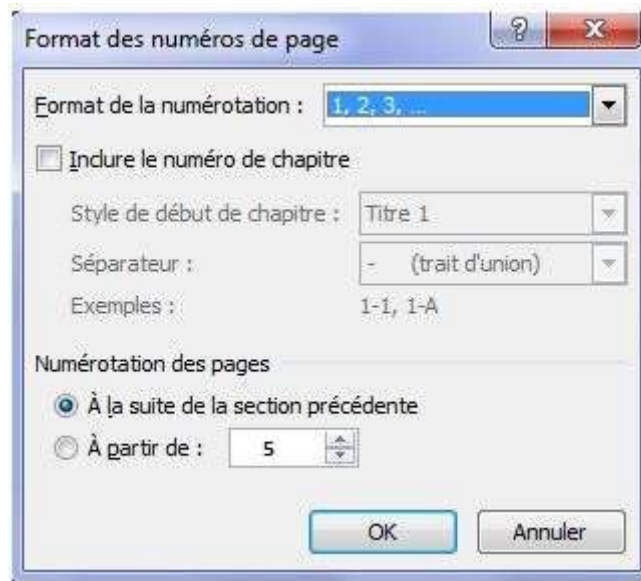 Format des numéros de page
Format de la numérotation : 1, 2, 3, ...
Inclure le numéro de chapitre
Style de début de chapitre : Titre 1
Séparateur : - (trait d'union)
Exemples : 1-1, 1-A
Numérotation des pages
À la suite de la section précédente
À partir de : 5
OK Annuler